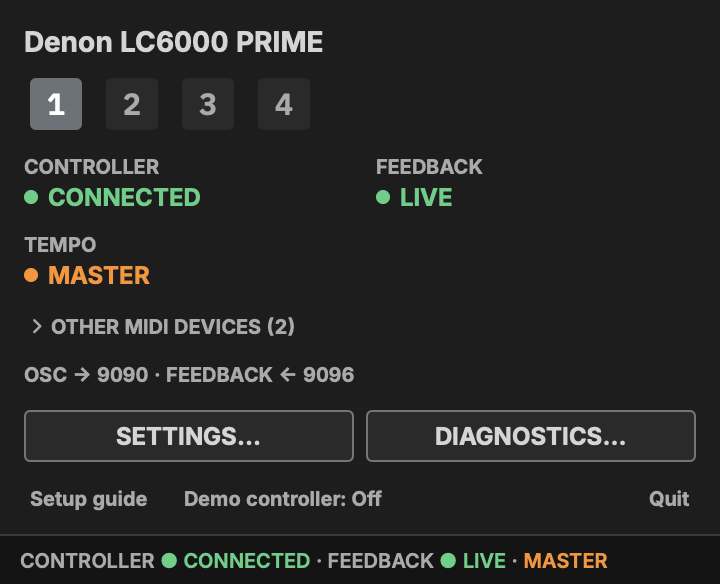 Denon LC6000 PRIME
1 2 3 4
CONTROLLER FEEDBACK
CONNECTED LIVE
TEMPO
MASTER
OTHER MIDI DEVICES (2)
OSC → 9090 · FEEDBACK ← 9096
SETTINGS... DIAGNOSTICS...
Setup guide Demo controller: Off Quit
CONTROLLER ● CONNECTED · FEEDBACK ● LIVE · MASTER